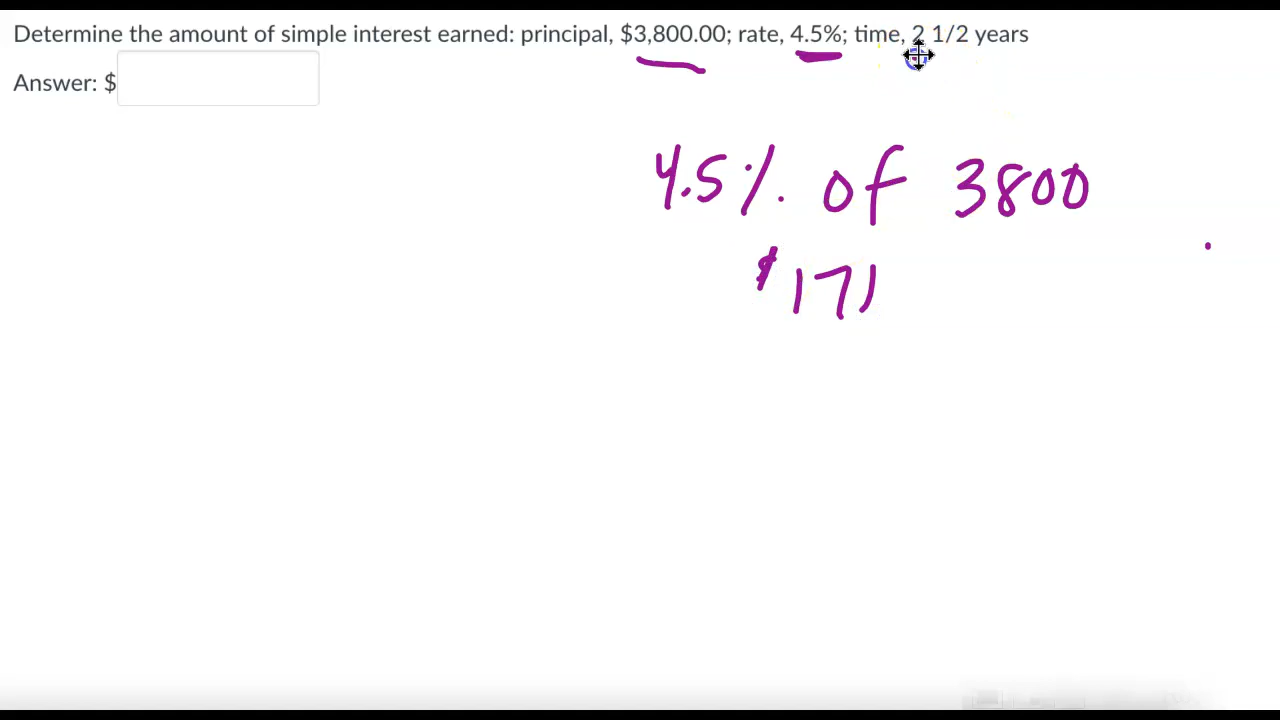 Determine the amount of simple interest earned: principal, $3,800.00; rate, 4.5%; time, 2 1/2 years
Answer: $
4.5% of 3800
$171